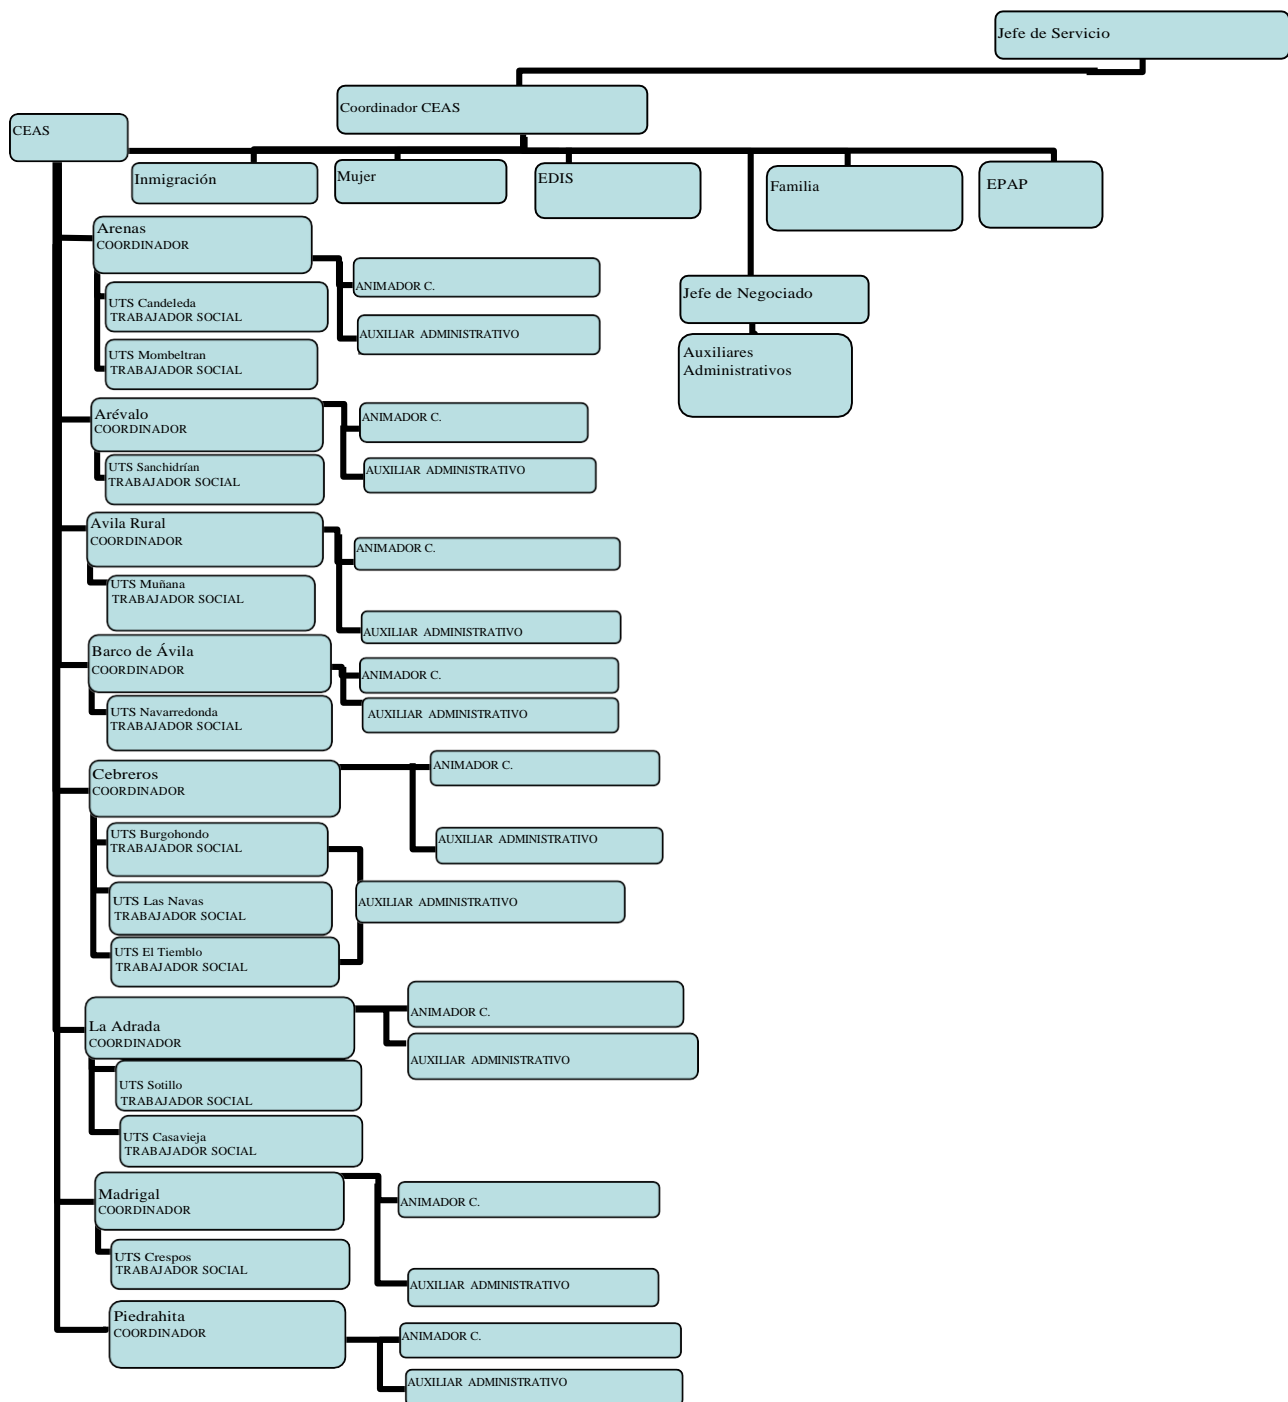 Jefe de Servicio
Coordinador CEAS
CEAS
Inmigración
Mujer
EDIS
Familia
EPAP
Arenas
COORDINADOR
ANIMADOR C.
UTS Candeleda
TRABAJADOR SOCIAL
AUXILIAR ADMINISTRATIVO
UTS Mombeltran
TRABAJADOR SOCIAL
Jefe de Negociado
Auxiliares
Administrativos
Arévalo
COORDINADOR
ANIMADOR C.
UTS Sanchidrían
TRABAJADOR SOCIAL
AUXILIAR ADMINISTRATIVO
Avila Rural
COORDINADOR
ANIMADOR C.
UTS Muñana
TRABAJADOR SOCIAL
AUXILIAR ADMINISTRATIVO
Barco de Ávila
COORDINADOR
ANIMADOR C.
UTS Navarredonda
TRABAJADOR SOCIAL
AUXILIAR ADMINISTRATIVO
Cebreros
COORDINADOR
ANIMADOR C.
UTS Burgohondo
TRABAJADOR SOCIAL
AUXILIAR ADMINISTRATIVO
UTS Las Navas
TRABAJADOR SOCIAL
AUXILIAR ADMINISTRATIVO
UTS El Tiemblo
TRABAJADOR SOCIAL
La Adrada
COORDINADOR
ANIMADOR C.
AUXILIAR ADMINISTRATIVO
UTS Sotillo
TRABAJADOR SOCIAL
UTS Casavieja
TRABAJADOR SOCIAL
Madrigal
COORDINADOR
ANIMADOR C.
UTS Crespos
TRABAJADOR SOCIAL
AUXILIAR ADMINISTRATIVO
Piedrahita
COORDINADOR
ANIMADOR C.
AUXILIAR ADMINISTRATIVO